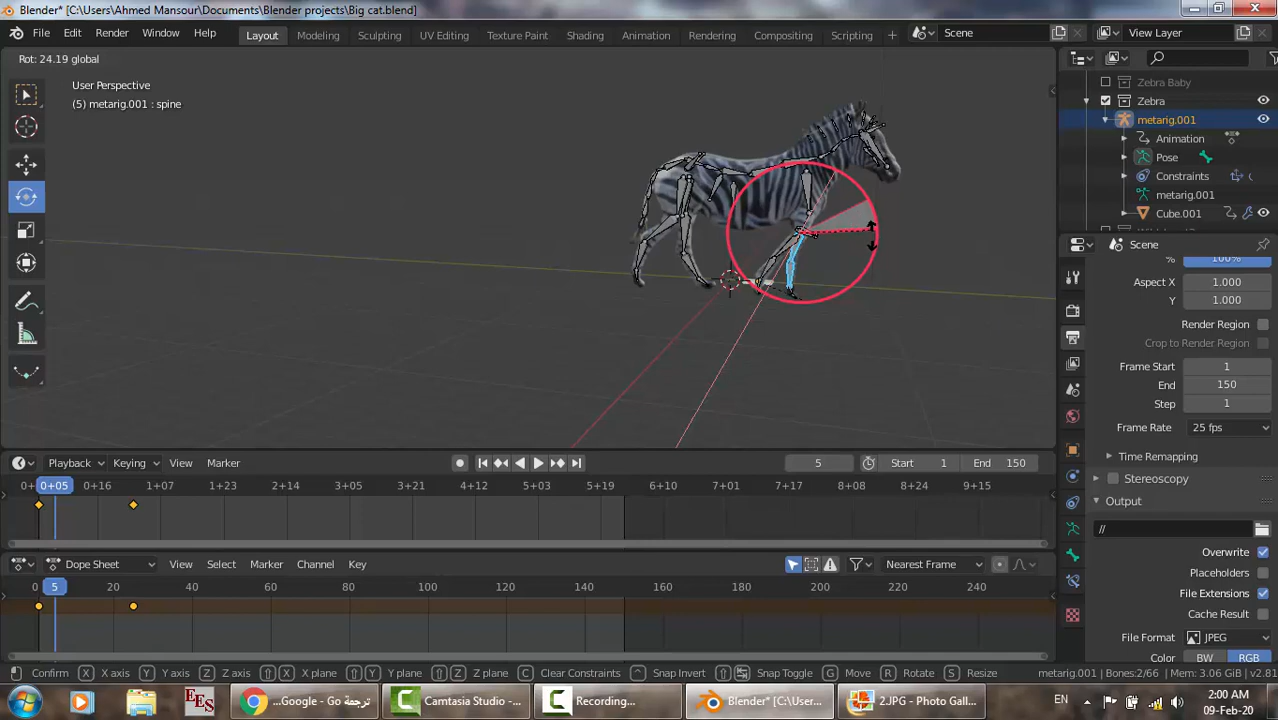 Blender* [C:\Users\Ahmed Mansour\Documents\Blender projects\Big cat.blend]
File Edit Render Window Help Layout Modeling Sculpting UV Editing Texture Paint Shading Animation Rendering Compositing Scripting + Scene View Layer
Rot: 24.19 global
User Perspective
(5) metarig.001 : spine
Zebra Baby
Zebra
metarig.001
Animation
Pose
Constraints
metarig.001
Cube.001
Scene
% 100%
Aspect X 1.000
Y 1.000
Render Region
Crop to Render Region
Frame Start 1
End 150
Step 1
Frame Rate 25 fps
Time Remapping
Stereoscopy
Output
//
Overwrite
Placeholders
File Extensions
Cache Result
File Format JPEG
Color BW RGB
Playback Keying View Marker 5 Start 1 End 150
0+05 0+16 1+07 1+23 2+14 3+05 3+21 4+12 5+03 5+19 6+10 7+01 7+17 8+08 8+24 9+15
Dope Sheet View Select Marker Channel Key Nearest Frame
0 5 20 40 60 80 100 120 140 160 180 200 220 240
Confirm X X axis Y Y axis Z Z axis X X plane Y Y plane Z Z plane C Clear Constraints Snap Invert Snap Toggle G Move R Rotate S Resize metarig.001 | Bones:2/66 | Mem: 3.06 GiB | v2.81
EES ترجمة - Google Go... Camtasia Studio -... Recording... Blender* [C:\User... 2.JPG - Photo Gall... EN 2:00 AM
09-Feb-20